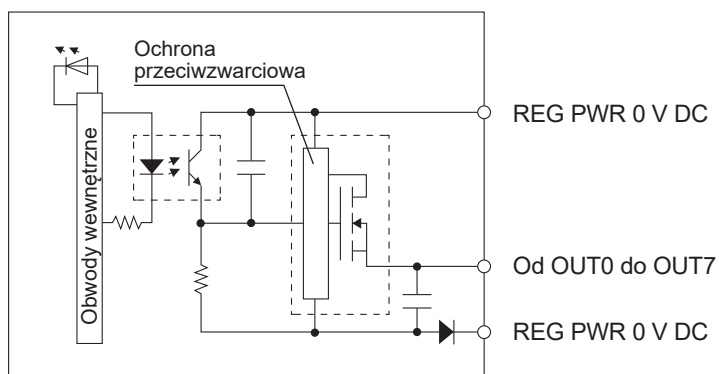 Ochrona
przeciwzwarciowa
REG PWR 0 V DC
Obwody wewnętrzne
Od OUT0 do OUT7
REG PWR 0 V DC